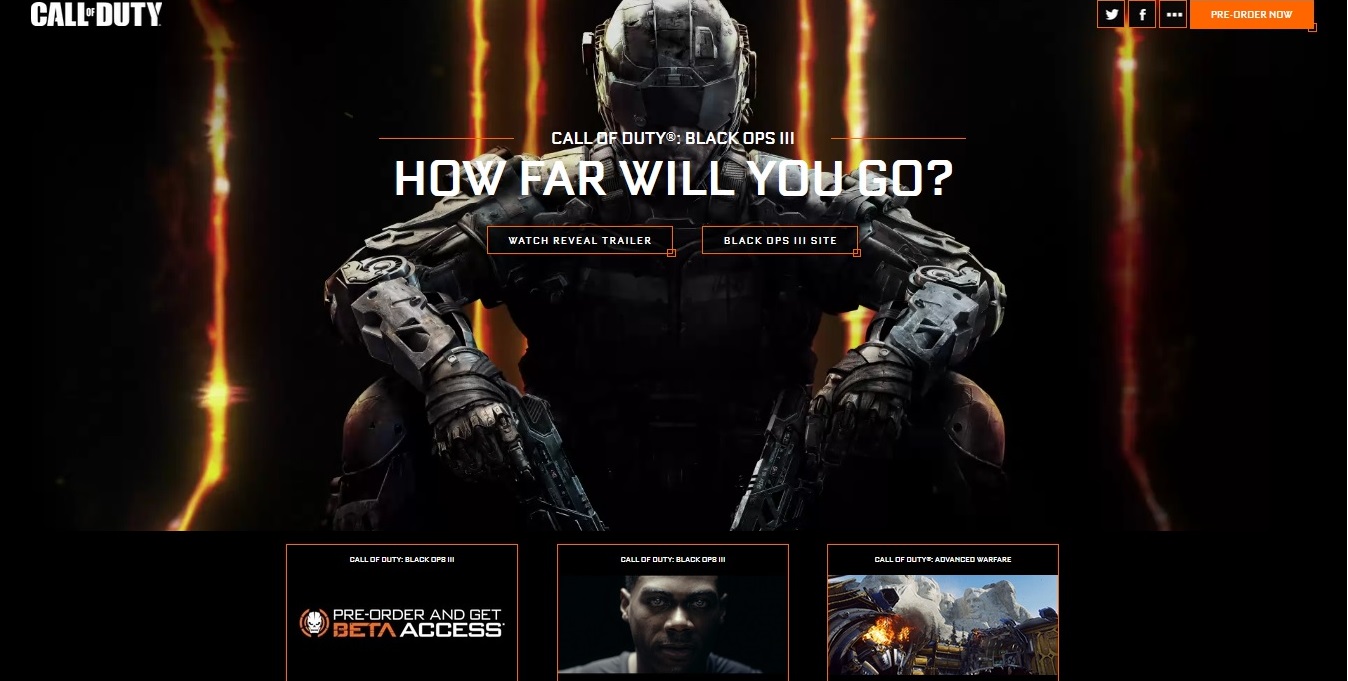 CALL OF DUTY
PRE-ORDER NOW
CALL OF DUTY®: BLACK OPS III
HOW FAR WILL YOU GO?
WATCH REVEAL TRAILER
BLACK OPS III SITE
CALL OF DUTY: BLACK OPS III
PRE-ORDER AND GET
BETA ACCESS*
CALL OF DUTY: BLACK OPS III
CALL OF DUTY®: ADVANCED WARFARE